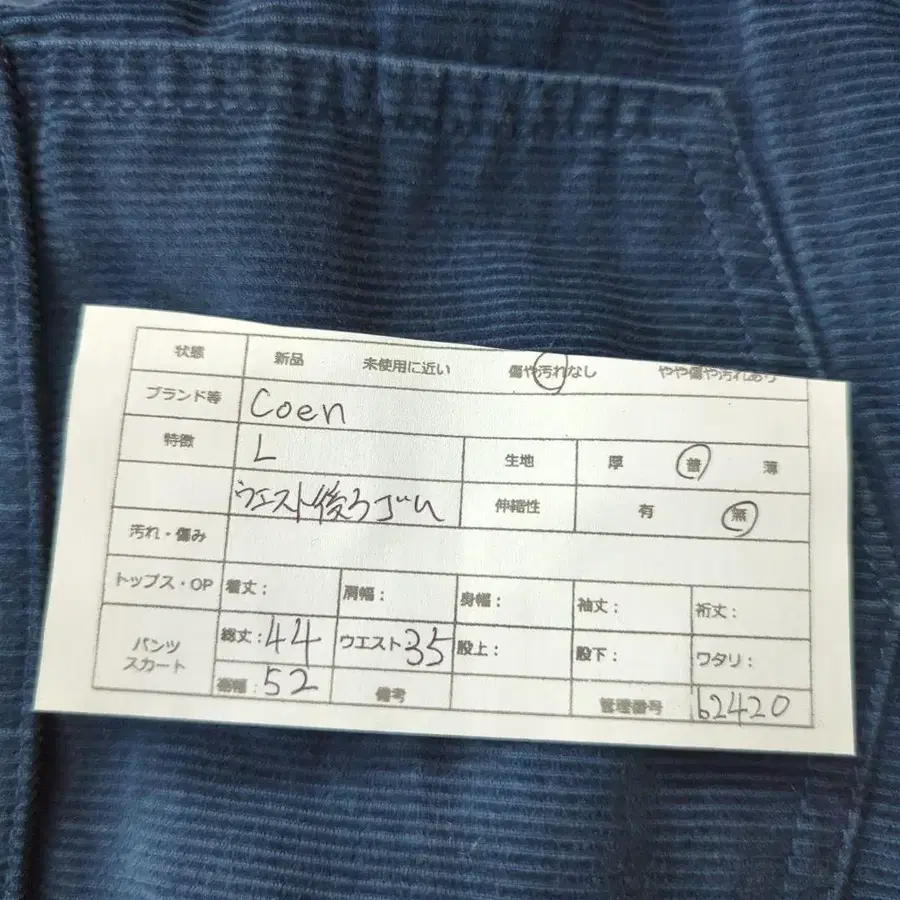 状態 新品 未使用に近い 傷や汚れなし やや傷や汚れあり
ブランド等 Coen
特徴 L 生地 厚 普 薄
ウエスト後ろゴム 伸縮性 有 無
汚れ・傷み
トップス・OP 着丈: 肩幅: 身幅: 袖丈: 裄丈:
パンツ スカート 総丈:44 ウエスト35 股上: 股下: ワタリ:
裾幅:52 備考 管理番号 62420